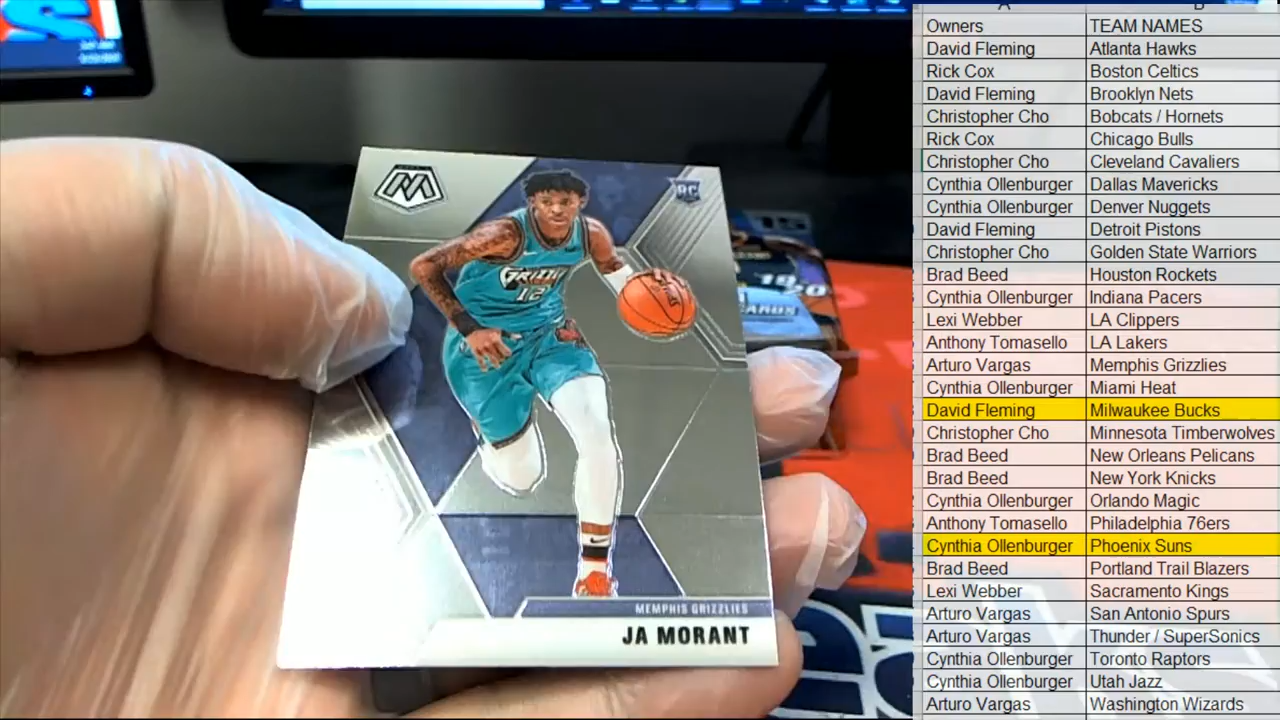 RC
GRIZZLI
12
19
20
MEMPHIS GRIZZLIES
JA MORANT
A B
Owners TEAM NAMES
David Fleming Atlanta Hawks
Rick Cox Boston Celtics
David Fleming Brooklyn Nets
Christopher Cho Bobcats / Hornets
Rick Cox Chicago Bulls
Christopher Cho Cleveland Cavaliers
Cynthia Ollenburger Dallas Mavericks
Cynthia Ollenburger Denver Nuggets
David Fleming Detroit Pistons
Christopher Cho Golden State Warriors
Brad Beed Houston Rockets
Cynthia Ollenburger Indiana Pacers
Lexi Webber LA Clippers
Anthony Tomasello LA Lakers
Arturo Vargas Memphis Grizzlies
Cynthia Ollenburger Miami Heat
David Fleming Milwaukee Bucks
Christopher Cho Minnesota Timberwolves
Brad Beed New Orleans Pelicans
Brad Beed New York Knicks
Cynthia Ollenburger Orlando Magic
Anthony Tomasello Philadelphia 76ers
Cynthia Ollenburger Phoenix Suns
Brad Beed Portland Trail Blazers
Lexi Webber Sacramento Kings
Arturo Vargas San Antonio Spurs
Arturo Vargas Thunder / SuperSonics
Cynthia Ollenburger Toronto Raptors
Cynthia Ollenburger Utah Jazz
Arturo Vargas Washington Wizards